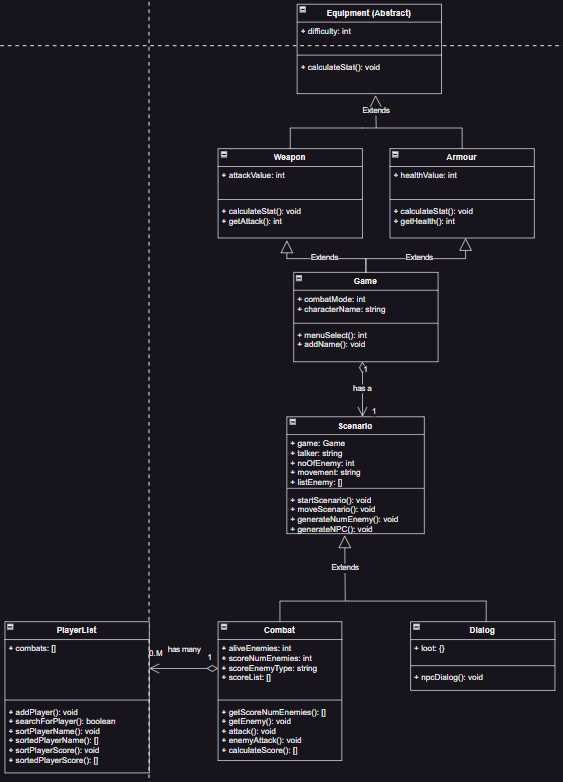 Equipment (Abstract)
+ difficulty: int
+ calculateStat(): void
Extends
Weapon
+ attackValue: int
+ calculateStat(): void
+ getAttack(): int
Armour
+ healthValue: int
+ calculateStat(): void
+ getHealth(): int
Extends
Extends
Game
+ combatMode: int
+ characterName: string
+ menuSelect(): int
+ addName(): void
1
has a
1
Scenario
+ game: Game
+ talker: string
+ noOfEnemy: int
+ movement: string
+ listEnemy: []
+ startScenario(): void
+ moveScenario(): void
+ generateNumEnemy(): void
+ generateNPC(): void
Extends
PlayerList
+ combats: []
+ addPlayer(): void
+ searchForPlayer(): boolean
+ sortPlayerName(): void
+ sortedPlayerName(): []
+ sortPlayerScore(): void
+ sortedPlayerScore(): []
0.M
has many
1
Combat
+ aliveEnemies: int
+ scoreNumEnemies: int
+ scoreEnemyType: string
+ scoreList: []
+ getScoreNumEnemies(): []
+ getEnemy(): void
+ attack(): void
+ enemyAttack(): void
+ calculateScore(): []
Dialog
+ loot: {}
+ npcDialog(): void